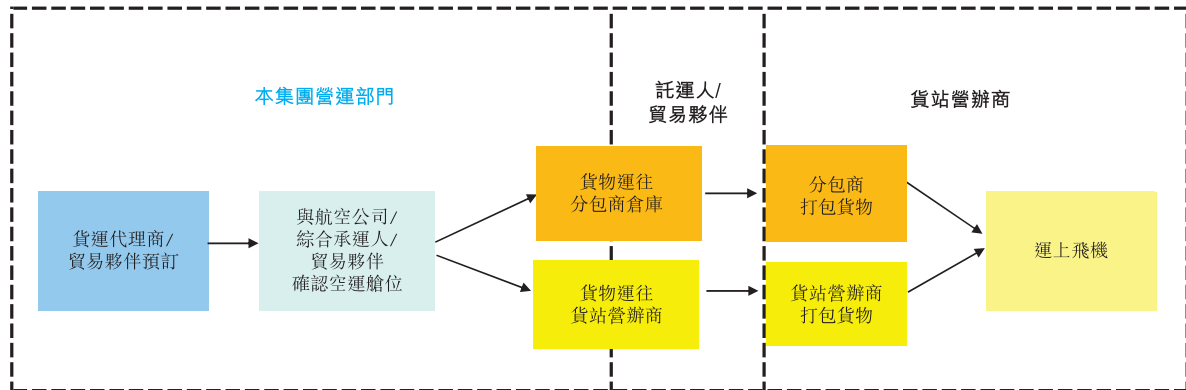 本集團營運部門
託運人/
貿易夥伴
貨站營辦商
貨運代理商/
貿易夥伴預訂
與航空公司/
綜合承運人/
貿易夥伴
確認空運艙位
貨物運往
分包商倉庫
分包商
打包貨物
貨物運往
貨站營辦商
貨站營辦商
打包貨物
運上飛機